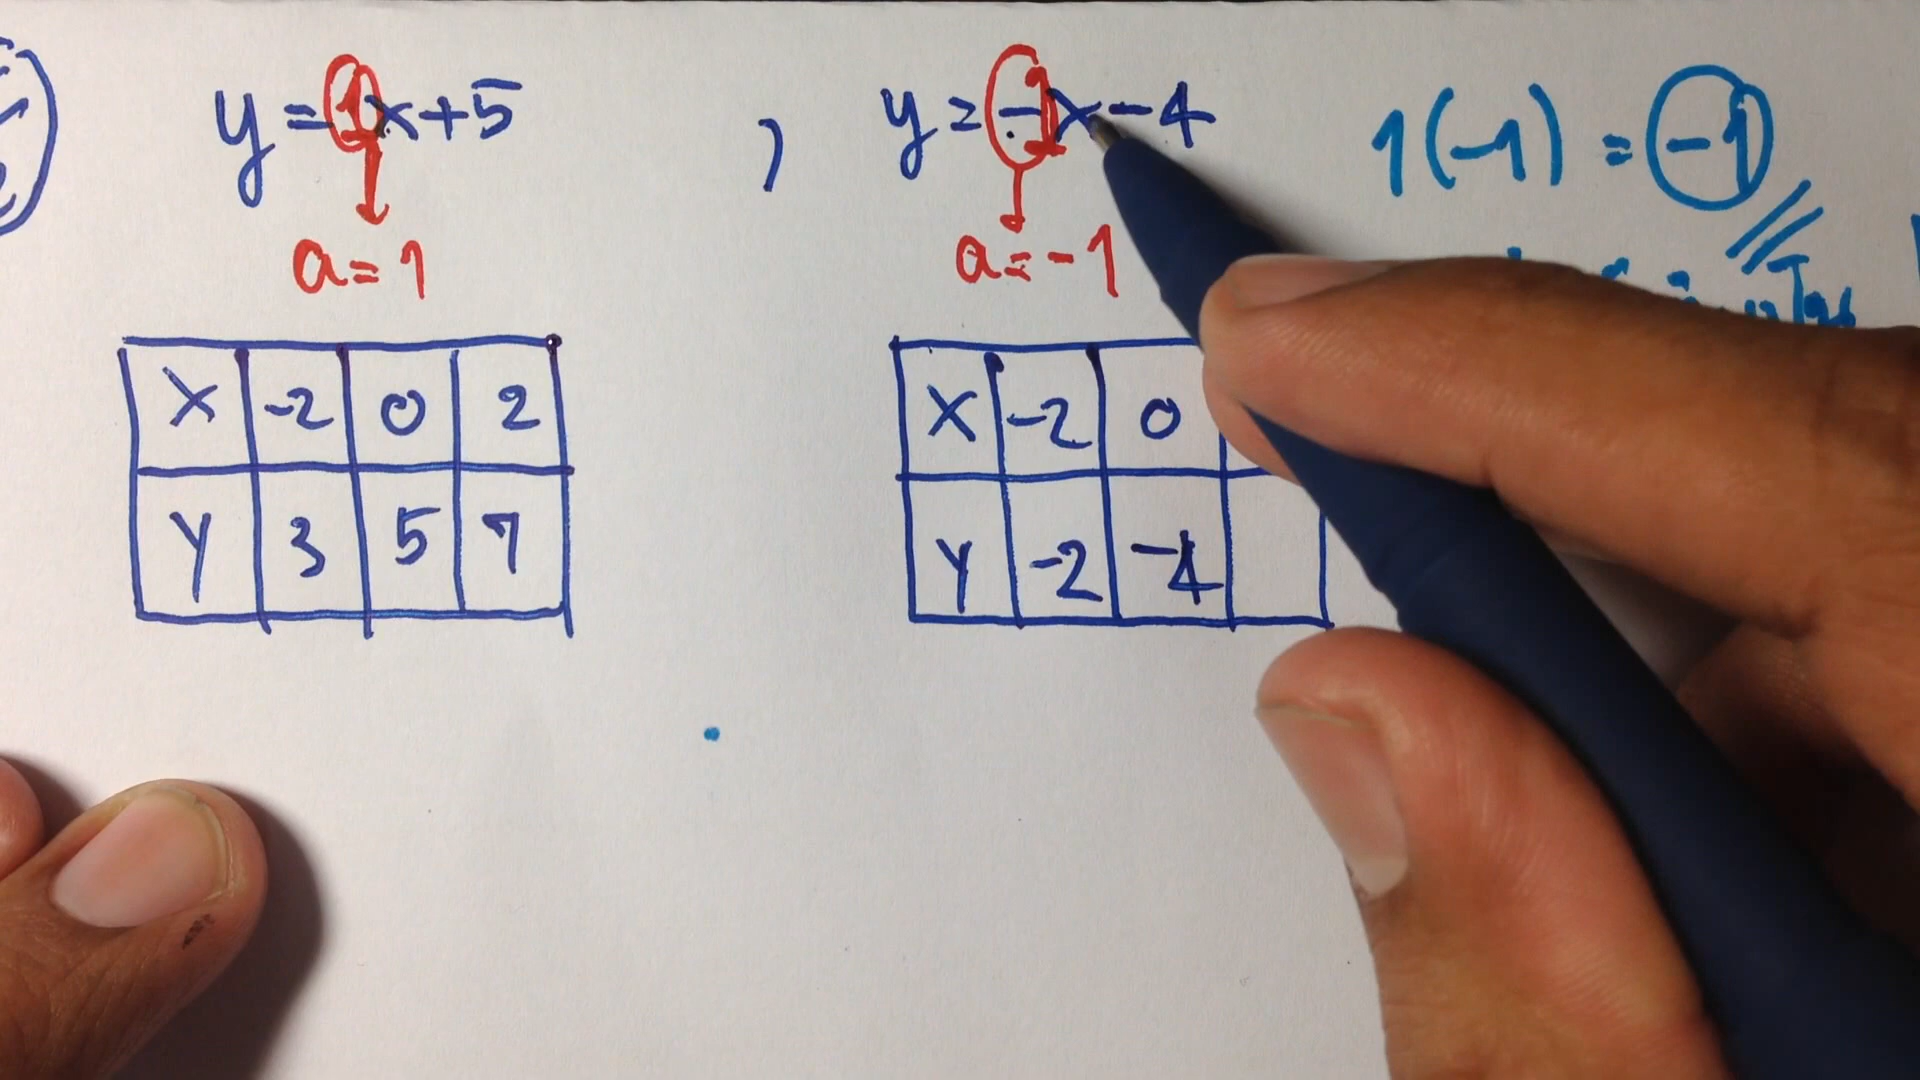 y = 1x + 5 , y = -1x - 4 1(-1) = -1
a = 1 a = -1
X -2 0 2 X -2 0
Y 3 5 7 Y -2 -4